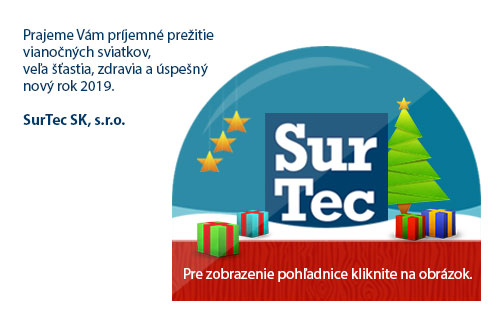 Prajeme Vám príjemné prežitie
vianočných sviatkov,
veľa šťastia, zdravia a úspešný
nový rok 2019.
SurTec SK, s.r.o.
Sur
Tec
Pre zobrazenie pohľadnice kliknite na obrázok.